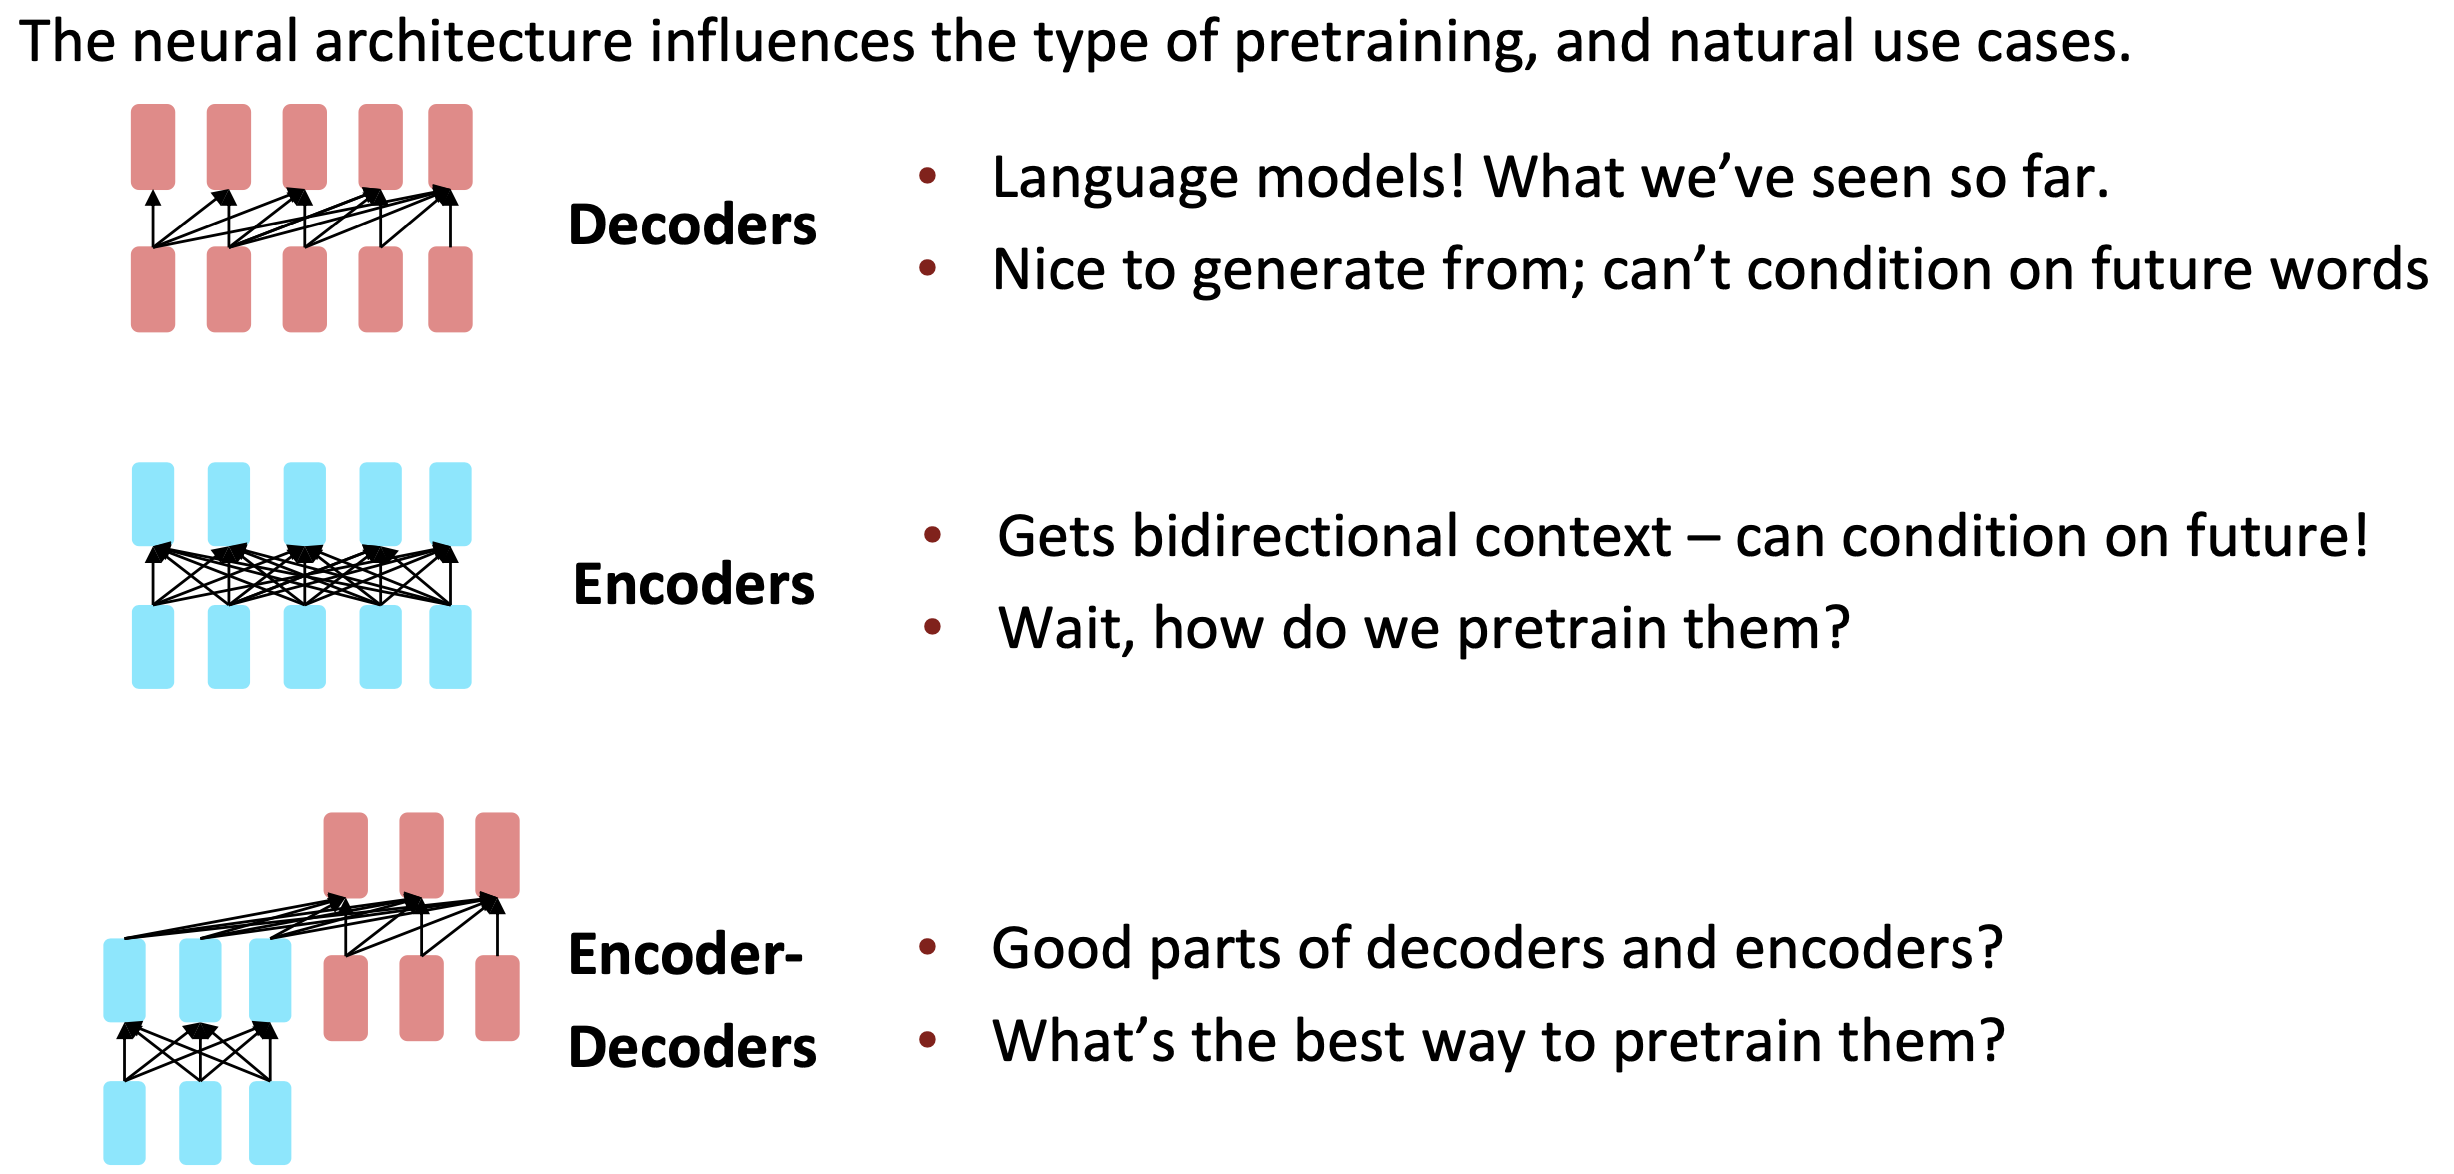 The neural architecture influences the type of pretraining, and natural use cases.
Decoders
• Language models! What we’ve seen so far.
• Nice to generate from; can’t condition on future words
Encoders
• Gets bidirectional context – can condition on future!
• Wait, how do we pretrain them?
Encoder-
Decoders
• Good parts of decoders and encoders?
• What’s the best way to pretrain them?